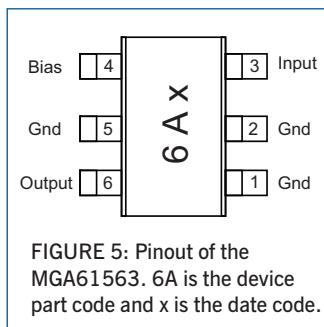 Bias 4 3 Input
Gnd 5 2 Gnd
Output 6 1 Gnd
6 A x
FIGURE 5: Pinout of the
MGA61563. 6A is the device
part code and x is the date code.